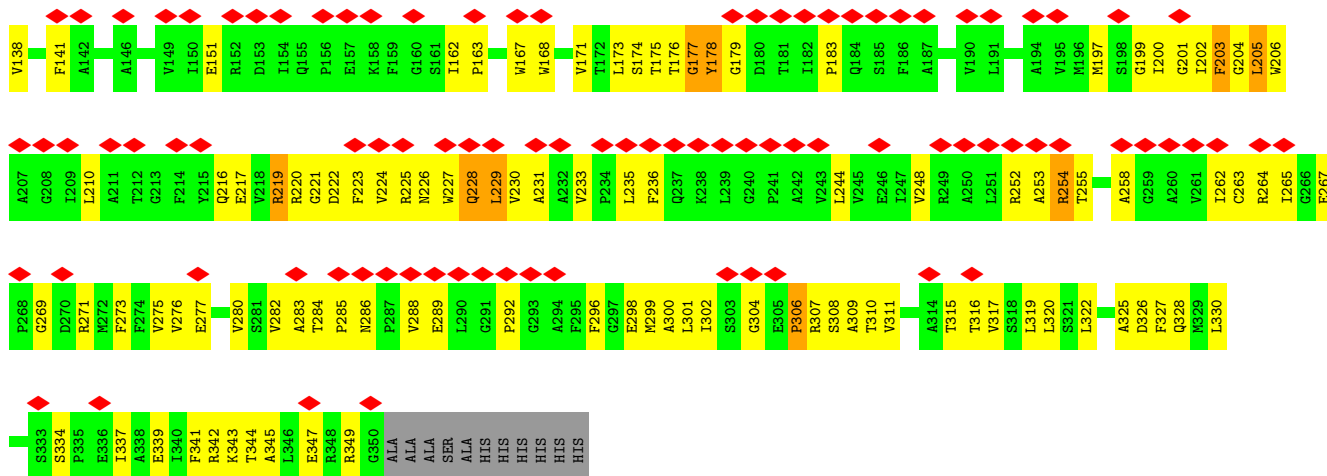 V138 F141 A142 A146 V149 I150 E151 R152 D153 I154 Q155 P156 E157 K158 F159 G160 S161 I162 P163 W167 W168 V171 T172 L173 S174 T175 T176 G177 Y178 G179 D180 T181 I182 P183 Q184 S185 F186 A187 V190 L191 A194 V195 M196 M197 S198 G199 I200 G201 I202 F203 G204 L205 W206
A207 G208 I209 L210 A211 T212 G213 F214 Y215 Q216 E217 V218 R219 R220 G221 D222 F223 V224 R225 N226 W227 Q228 L229 V230 A231 A232 V233 P234 L235 F236 Q237 K238 L239 G240 P241 A242 V243 L244 V245 E246 I247 V248 R249 A250 L251 R252 A253 R254 T255 A258 G259 A260 V261 I262 C263 R264 I265 G266 E267
P268 G269 D270 R271 M272 F273 F274 V275 V276 E277 V280 S281 V282 A283 T284 P285 N286 P287 V288 E289 L290 G291 P292 G293 A294 F295 F296 G297 E298 M299 A300 L301 I302 S303 G304 E305 P306 R307 S308 A309 T310 V311 A314 T315 T316 V317 S318 L319 L320 S321 L322 A325 D326 F327 Q328 M329 L330
S333 S334 P335 E336 I337 A338 E339 I340 F341 R342 K343 T344 A345 L346 E347 R348 R349 G350 ALA ALA ALA SER ALA HIS HIS HIS HIS HIS HIS